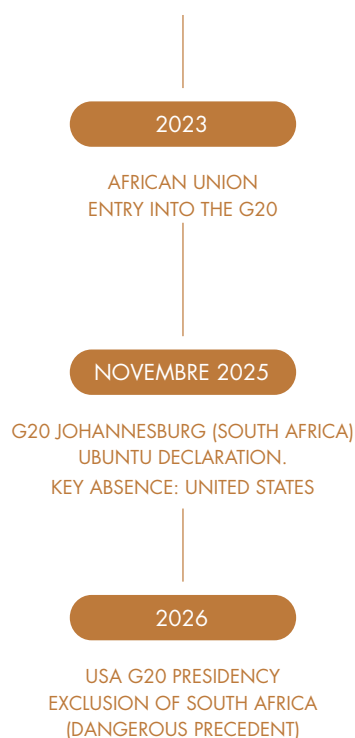 2023
AFRICAN UNION
ENTRY INTO THE G20
NOVEMBRE 2025
G20 JOHANNESBURG (SOUTH AFRICA)
UBUNTU DECLARATION.
KEY ABSENCE: UNITED STATES
2026
USA G20 PRESIDENCY
EXCLUSION OF SOUTH AFRICA
(DANGEROUS PRECEDENT)